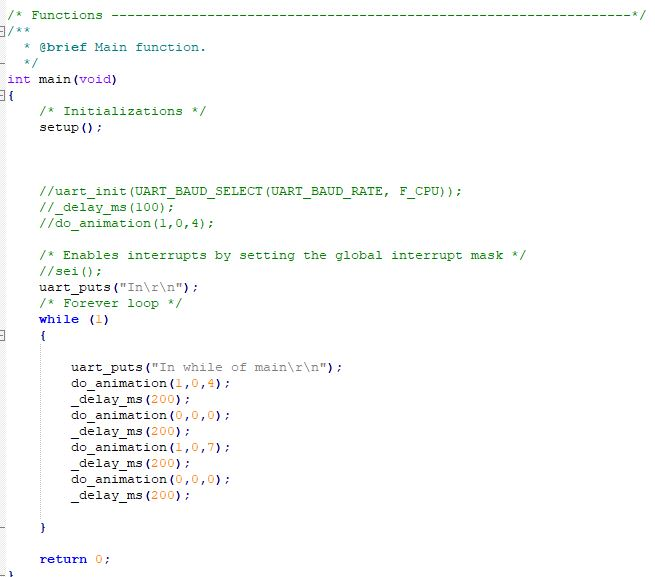 /* Functions -----------------------------------------------------------------*/
/**
 * @brief Main function.
 */
int main(void)
{
    /* Initializations */
    setup();
    //uart_init(UART_BAUD_SELECT(UART_BAUD_RATE, F_CPU));
    //_delay_ms(100);
    //do_animation(1,0,4);
    /* Enables interrupts by setting the global interrupt mask */
    //sei();
    uart_puts("In\r\n");
    /* Forever loop */
    while (1)
    {
        uart_puts("In while of main\r\n");
        do_animation(1,0,4);
        _delay_ms(200);
        do_animation(0,0,0);
        _delay_ms(200);
        do_animation(1,0,7);
        _delay_ms(200);
        do_animation(0,0,0);
        _delay_ms(200);
    }
    return 0;
}